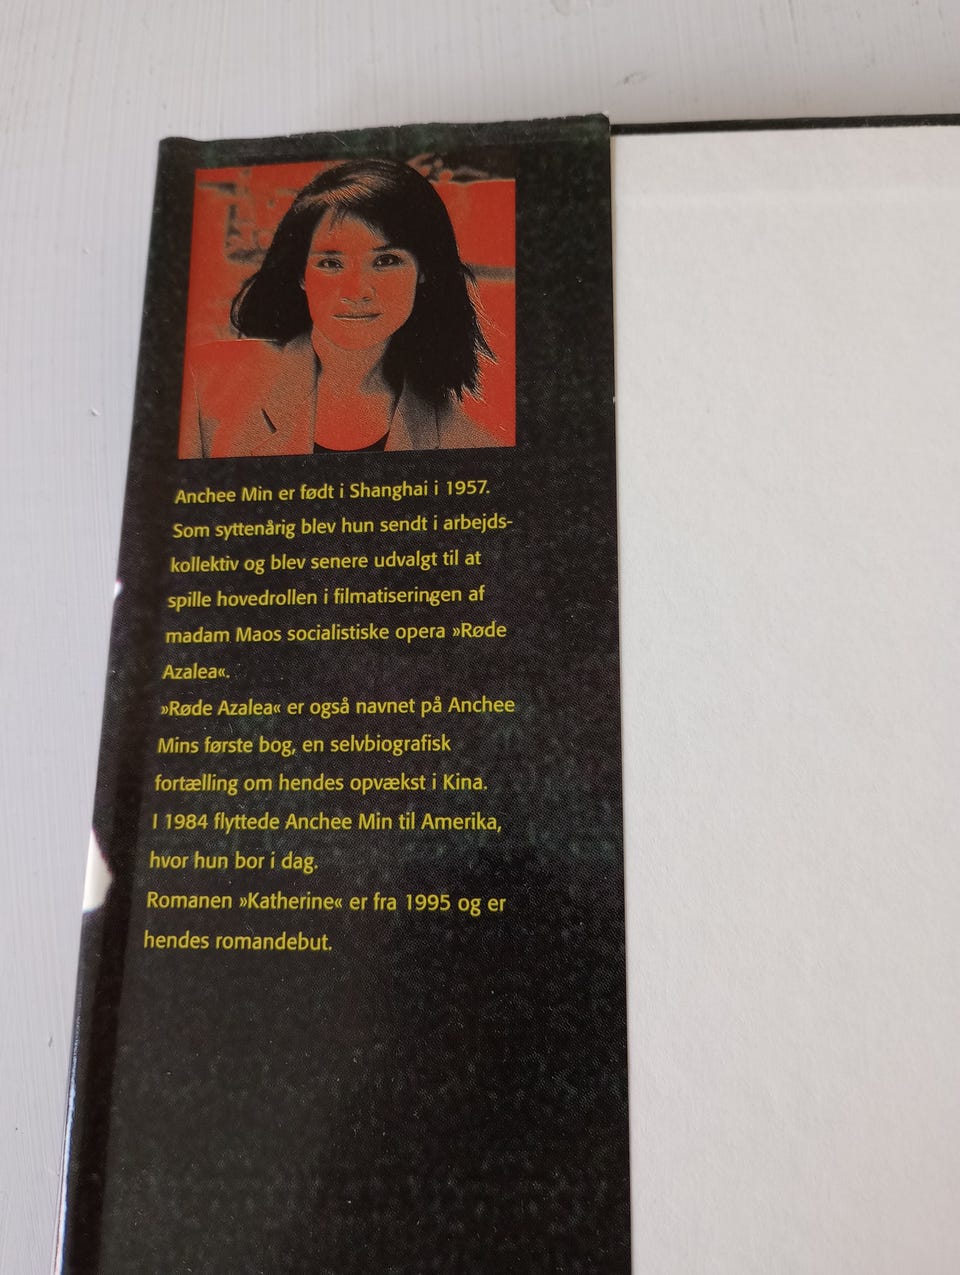 Anchee Min er født i Shanghai i 1957.
Som syttenårig blev hun sendt i arbejds-
kollektiv og blev senere udvalgt til at
spille hovedrollen i filmatiseringen af
madam Maos socialistiske opera »Røde
Azalea«.
»Røde Azalea« er også navnet på Anchee
Mins første bog, en selvbiografisk
fortælling om hendes opvækst i Kina.
I 1984 flyttede Anchee Min til Amerika,
hvor hun bor i dag.
Romanen »Katherine« er fra 1995 og er
hendes romandebut.